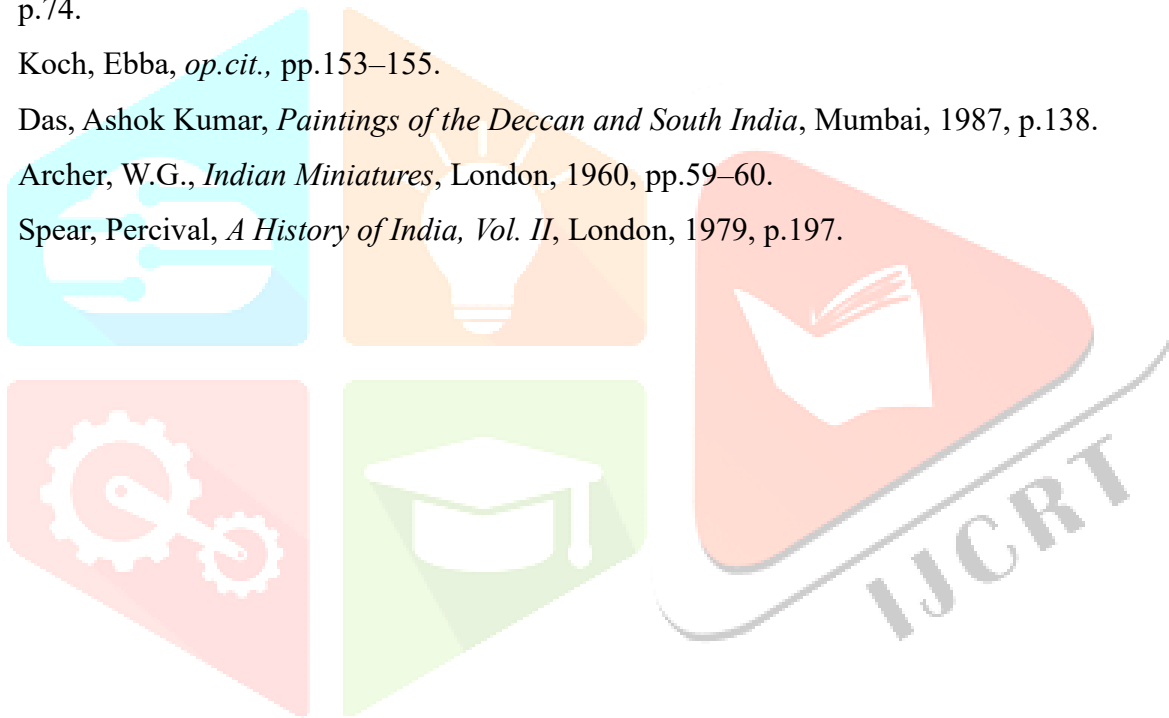 p.74.
Koch, Ebba, op.cit., pp.153–155.
Das, Ashok Kumar, Paintings of the Deccan and South India, Mumbai, 1987, p.138.
Archer, W.G., Indian Miniatures, London, 1960, pp.59–60.
Spear, Percival, A History of India, Vol. II, London, 1979, p.197.
IJCRT